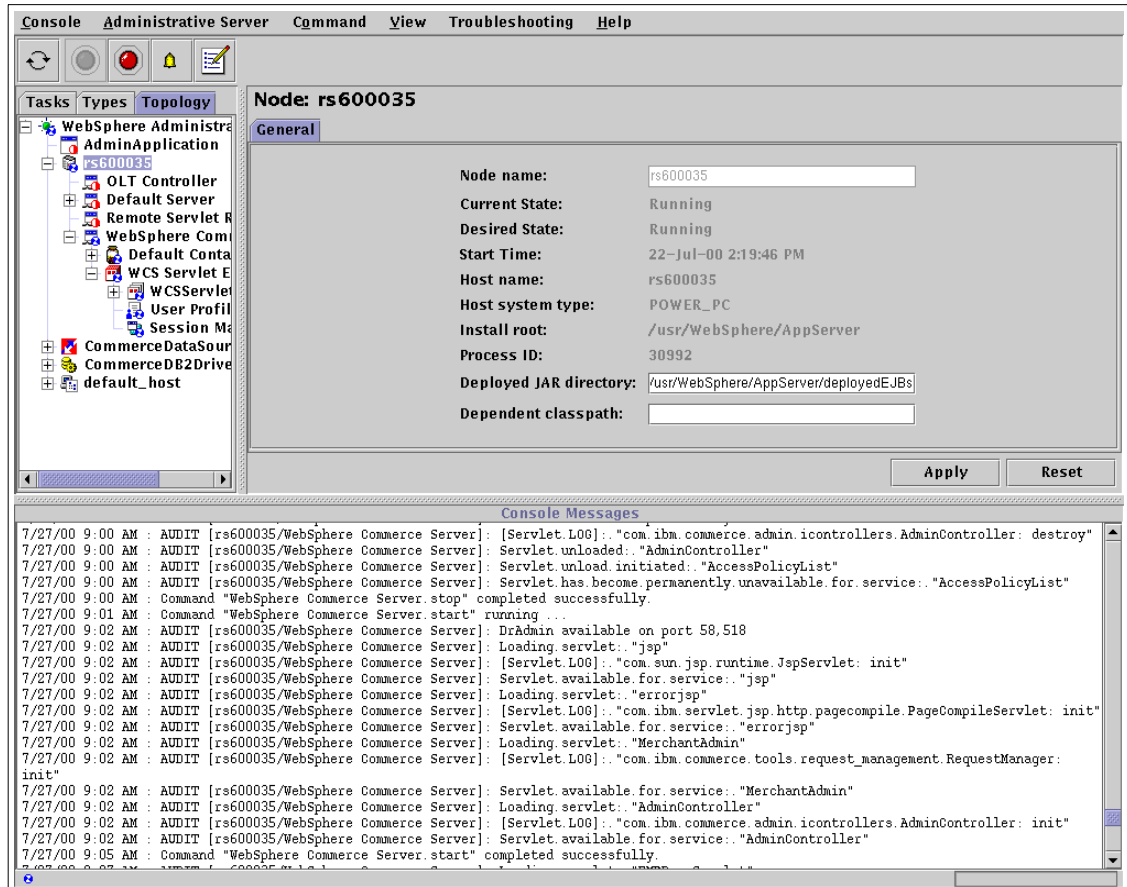 Console Administrative Server Command View Troubleshooting Help
Tasks Types Topology
WebSphere Administra
AdminApplication
rs600035
OLT Controller
Default Server
Remote Servlet R
WebSphere Com
Default Conta
WCS Servlet E
WCSServlet
User Profil
Session Ma
CommerceDataSour
CommerceDB2Drive
default_host
Node: rs600035
General
Node name: rs600035
Current State: Running
Desired State: Running
Start Time: 22-Jul-00 2:19:46 PM
Host name: rs600035
Host system type: POWER_PC
Install root: /usr/WebSphere/AppServer
Process ID: 30992
Deployed JAR directory: /usr/WebSphere/AppServer/deployedEJBs
Dependent classpath:
Apply Reset
Console Messages
7/27/00 9:00 AM : AUDIT [rs600035/WebSphere Commerce Server]: [Servlet.LOG]:."com.ibm.commerce.admin.icontrollers.AdminController: destroy"
7/27/00 9:00 AM : AUDIT [rs600035/WebSphere Commerce Server]: Servlet.unloaded:."AdminController"
7/27/00 9:00 AM : AUDIT [rs600035/WebSphere Commerce Server]: Servlet.unload.initiated:."AccessPolicyList"
7/27/00 9:00 AM : AUDIT [rs600035/WebSphere Commerce Server]: Servlet.has.become.permanently.unavailable.for.service:."AccessPolicyList"
7/27/00 9:00 AM : Command "WebSphere Commerce Server.stop" completed successfully.
7/27/00 9:01 AM : Command "WebSphere Commerce Server.start" running ...
7/27/00 9:02 AM : AUDIT [rs600035/WebSphere Commerce Server]: DrAdmin available on port 58,518
7/27/00 9:02 AM : AUDIT [rs600035/WebSphere Commerce Server]: Loading.servlet:."jsp"
7/27/00 9:02 AM : AUDIT [rs600035/WebSphere Commerce Server]: [Servlet.LOG]:."com.sun.jsp.runtime.JspServlet: init"
7/27/00 9:02 AM : AUDIT [rs600035/WebSphere Commerce Server]: Servlet.available.for.service:."jsp"
7/27/00 9:02 AM : AUDIT [rs600035/WebSphere Commerce Server]: Loading.servlet:."errorjsp"
7/27/00 9:02 AM : AUDIT [rs600035/WebSphere Commerce Server]: [Servlet.LOG]:."com.ibm.servlet.jsp.http.pagecompile.PageCompileServlet: init"
7/27/00 9:02 AM : AUDIT [rs600035/WebSphere Commerce Server]: Servlet.available.for.service:."errorjsp"
7/27/00 9:02 AM : AUDIT [rs600035/WebSphere Commerce Server]: Loading.servlet:."MerchantAdmin"
7/27/00 9:02 AM : AUDIT [rs600035/WebSphere Commerce Server]: [Servlet.LOG]:."com.ibm.commerce.tools.request_management.RequestManager:
init"
7/27/00 9:02 AM : AUDIT [rs600035/WebSphere Commerce Server]: Servlet.available.for.service:."MerchantAdmin"
7/27/00 9:02 AM : AUDIT [rs600035/WebSphere Commerce Server]: Loading.servlet:."AdminController"
7/27/00 9:02 AM : AUDIT [rs600035/WebSphere Commerce Server]: [Servlet.LOG]:."com.ibm.commerce.admin.icontrollers.AdminController: init"
7/27/00 9:02 AM : AUDIT [rs600035/WebSphere Commerce Server]: Servlet.available.for.service:."AdminController"
7/27/00 9:05 AM : Command "WebSphere Commerce Server.start" completed successfully.